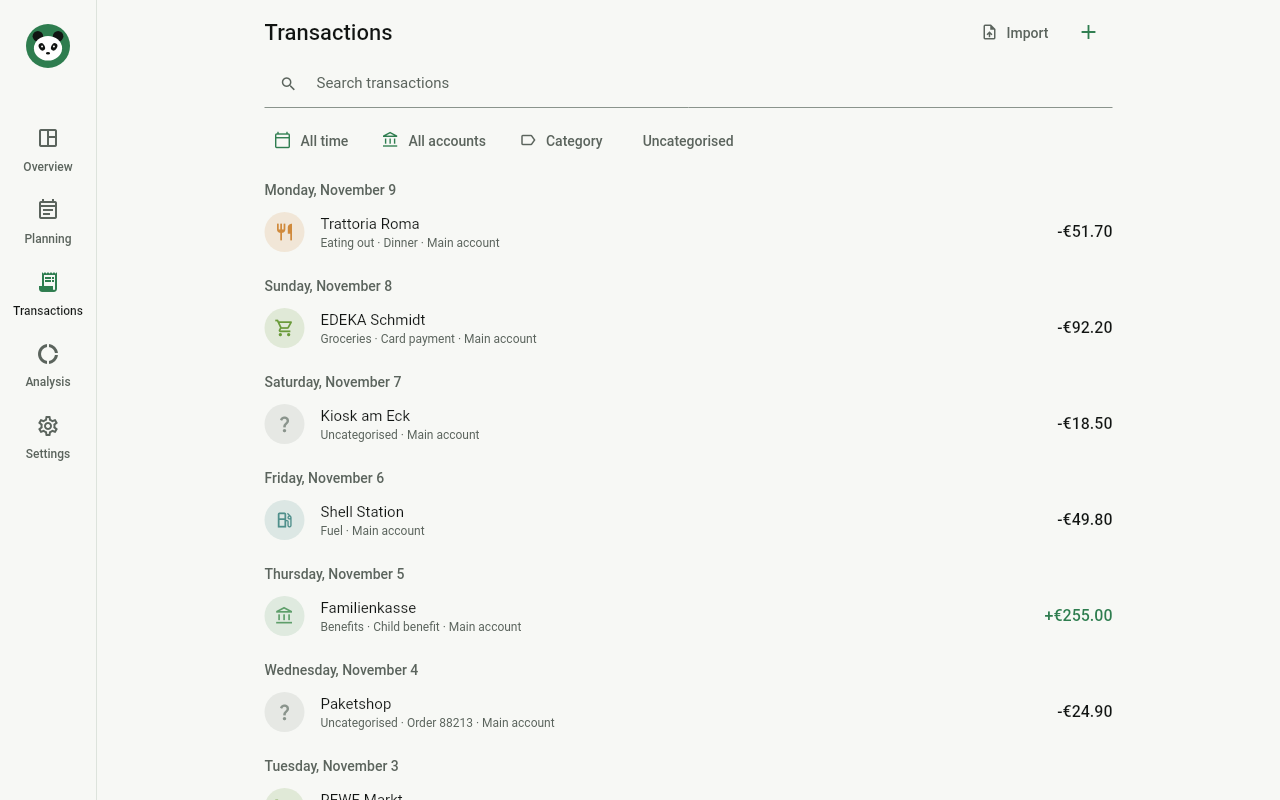 Transactions
Import
Search transactions
All time
All accounts
Category
Uncategorised
Overview
Planning
Transactions
Analysis
Settings
Monday, November 9
Trattoria Roma
-€51.70
Eating out · Dinner · Main account
Sunday, November 8
EDEKA Schmidt
-€92.20
Groceries · Card payment · Main account
Saturday, November 7
?
Kiosk am Eck
-€18.50
Uncategorised · Main account
Friday, November 6
Shell Station
-€49.80
Fuel · Main account
Thursday, November 5
Familienkasse
+€255.00
Benefits · Child benefit · Main account
Wednesday, November 4
?
Paketshop
-€24.90
Uncategorised · Order 88213 · Main account
Tuesday, November 3
REWE Markt